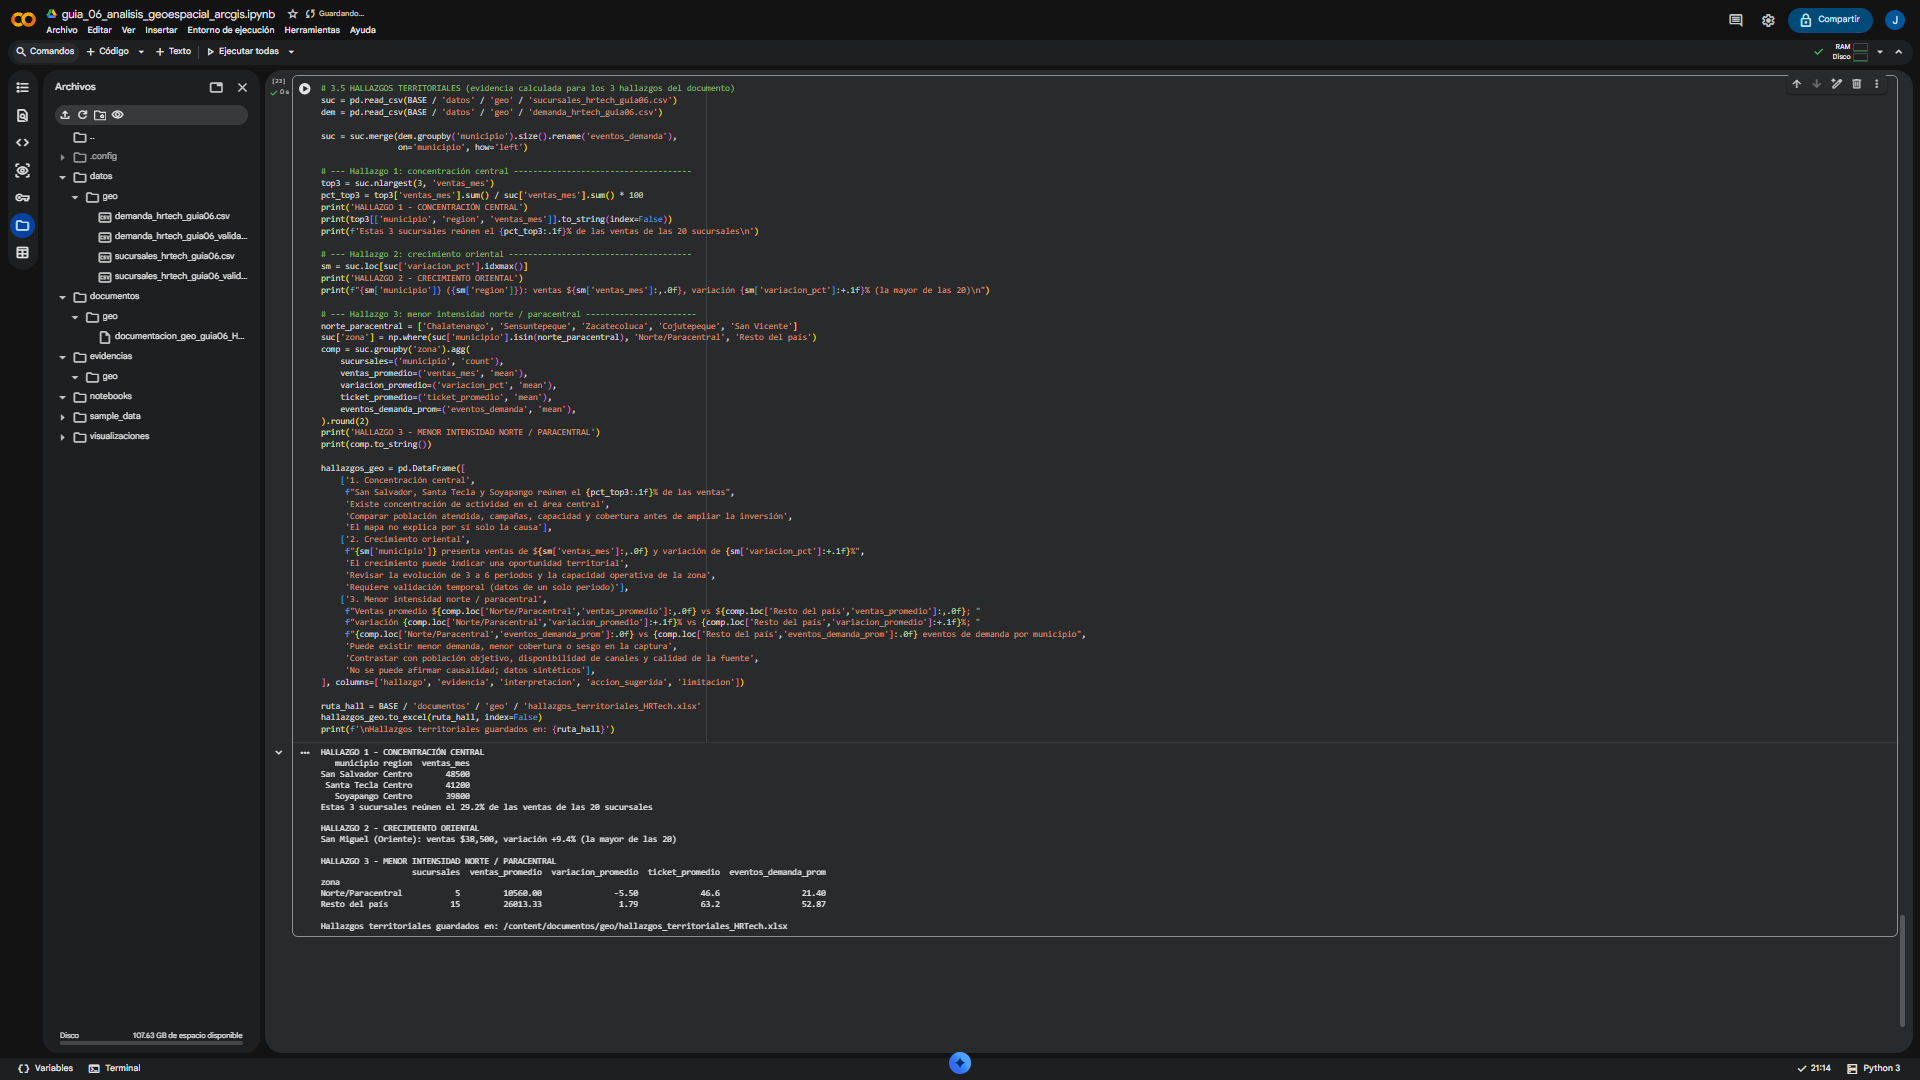 guia_06_analisis_geoespacial_arcgis.ipynb
Guardando...
Archivo Editar Ver Insertar Entorno de ejecución Herramientas Ayuda
Compartir
J
Comandos + Código + Texto Ejecutar todas
RAM
Disco
Archivos
..
.config
datos
geo
demanda_hrtech_guia06.csv
demanda_hrtech_guia06_valida...
sucursales_hrtech_guia06.csv
sucursales_hrtech_guia06_valid...
documentos
geo
documentacion_geo_guia06_H...
evidencias
geo
notebooks
sample_data
visualizaciones
Disco 107.63 GB de espacio disponible
[23]
0 s
# 3.5 HALLAZGOS TERRITORIALES (evidencia calculada para los 3 hallazgos del documento)
suc = pd.read_csv(BASE / 'datos' / 'geo' / 'sucursales_hrtech_guia06.csv')
dem = pd.read_csv(BASE / 'datos' / 'geo' / 'demanda_hrtech_guia06.csv')
suc = suc.merge(dem.groupby('municipio').size().rename('eventos_demanda'),
on='municipio', how='left')
# --- Hallazgo 1: concentración central -------------------------------------
top3 = suc.nlargest(3, 'ventas_mes')
pct_top3 = top3['ventas_mes'].sum() / suc['ventas_mes'].sum() * 100
print('HALLAZGO 1 - CONCENTRACIÓN CENTRAL')
print(top3[['municipio', 'region', 'ventas_mes']].to_string(index=False))
print(f'Estas 3 sucursales reúnen el {pct_top3:.1f}% de las ventas de las 20 sucursales\n')
# --- Hallazgo 2: crecimiento oriental --------------------------------------
sm = suc.loc[suc['variacion_pct'].idxmax()]
print('HALLAZGO 2 - CRECIMIENTO ORIENTAL')
print(f"{sm['municipio']} ({sm['region']}): ventas ${sm['ventas_mes']:,.0f}, variación {sm['variacion_pct']:+.1f}% (la mayor de las 20)\n")
# --- Hallazgo 3: menor intensidad norte / paracentral -----------------------
norte_paracentral = ['Chalatenango', 'Sensuntepeque', 'Zacatecoluca', 'Cojutepeque', 'San Vicente']
suc['zona'] = np.where(suc['municipio'].isin(norte_paracentral), 'Norte/Paracentral', 'Resto del país')
comp = suc.groupby('zona').agg(
sucursales=('municipio', 'count'),
ventas_promedio=('ventas_mes', 'mean'),
variacion_promedio=('variacion_pct', 'mean'),
ticket_promedio=('ticket_promedio', 'mean'),
eventos_demanda_prom=('eventos_demanda', 'mean'),
).round(2)
print('HALLAZGO 3 - MENOR INTENSIDAD NORTE / PARACENTRAL')
print(comp.to_string())
hallazgos_geo = pd.DataFrame([
['1. Concentración central',
f"San Salvador, Santa Tecla y Soyapango reúnen el {pct_top3:.1f}% de las ventas",
'Existe concentración de actividad en el área central',
'Comparar población atendida, campañas, capacidad y cobertura antes de ampliar la inversión',
'El mapa no explica por sí solo la causa'],
['2. Crecimiento oriental',
f"{sm['municipio']} presenta ventas de ${sm['ventas_mes']:,.0f} y variación de {sm['variacion_pct']:+.1f}%",
'El crecimiento puede indicar una oportunidad territorial',
'Revisar la evolución de 3 a 6 periodos y la capacidad operativa de la zona',
'Requiere validación temporal (datos de un solo periodo)'],
['3. Menor intensidad norte / paracentral',
f"Ventas promedio ${comp.loc['Norte/Paracentral','ventas_promedio']:,.0f} vs ${comp.loc['Resto del país','ventas_promedio']:,.0f}; "
f"variación {comp.loc['Norte/Paracentral','variacion_promedio']:+.1f}% vs {comp.loc['Resto del país','variacion_promedio']:+.1f}%; "
f"{comp.loc['Norte/Paracentral','eventos_demanda_prom']:.0f} vs {comp.loc['Resto del país','eventos_demanda_prom']:.0f} eventos de demanda por municipio",
'Puede existir menor demanda, menor cobertura o sesgo en la captura',
'Contrastar con población objetivo, disponibilidad de canales y calidad de la fuente',
'No se puede afirmar causalidad; datos sintéticos'],
], columns=['hallazgo', 'evidencia', 'interpretacion', 'accion_sugerida', 'limitacion'])
ruta_hall = BASE / 'documentos' / 'geo' / 'hallazgos_territoriales_HRTech.xlsx'
hallazgos_geo.to_excel(ruta_hall, index=False)
print(f'\nHallazgos territoriales guardados en: {ruta_hall}')
HALLAZGO 1 - CONCENTRACIÓN CENTRAL
municipio region ventas_mes
San Salvador Centro 48500
Santa Tecla Centro 41200
Soyapango Centro 39800
Estas 3 sucursales reúnen el 29.2% de las ventas de las 20 sucursales
HALLAZGO 2 - CRECIMIENTO ORIENTAL
San Miguel (Oriente): ventas $38,500, variación +9.4% (la mayor de las 20)
HALLAZGO 3 - MENOR INTENSIDAD NORTE / PARACENTRAL
sucursales ventas_promedio variacion_promedio ticket_promedio eventos_demanda_prom
zona
Norte/Paracentral 5 10560.00 -5.50 46.6 21.40
Resto del país 15 26013.33 1.79 63.2 52.87
Hallazgos territoriales guardados en: /content/documentos/geo/hallazgos_territoriales_HRTech.xlsx
Variables Terminal
21:14 Python 3